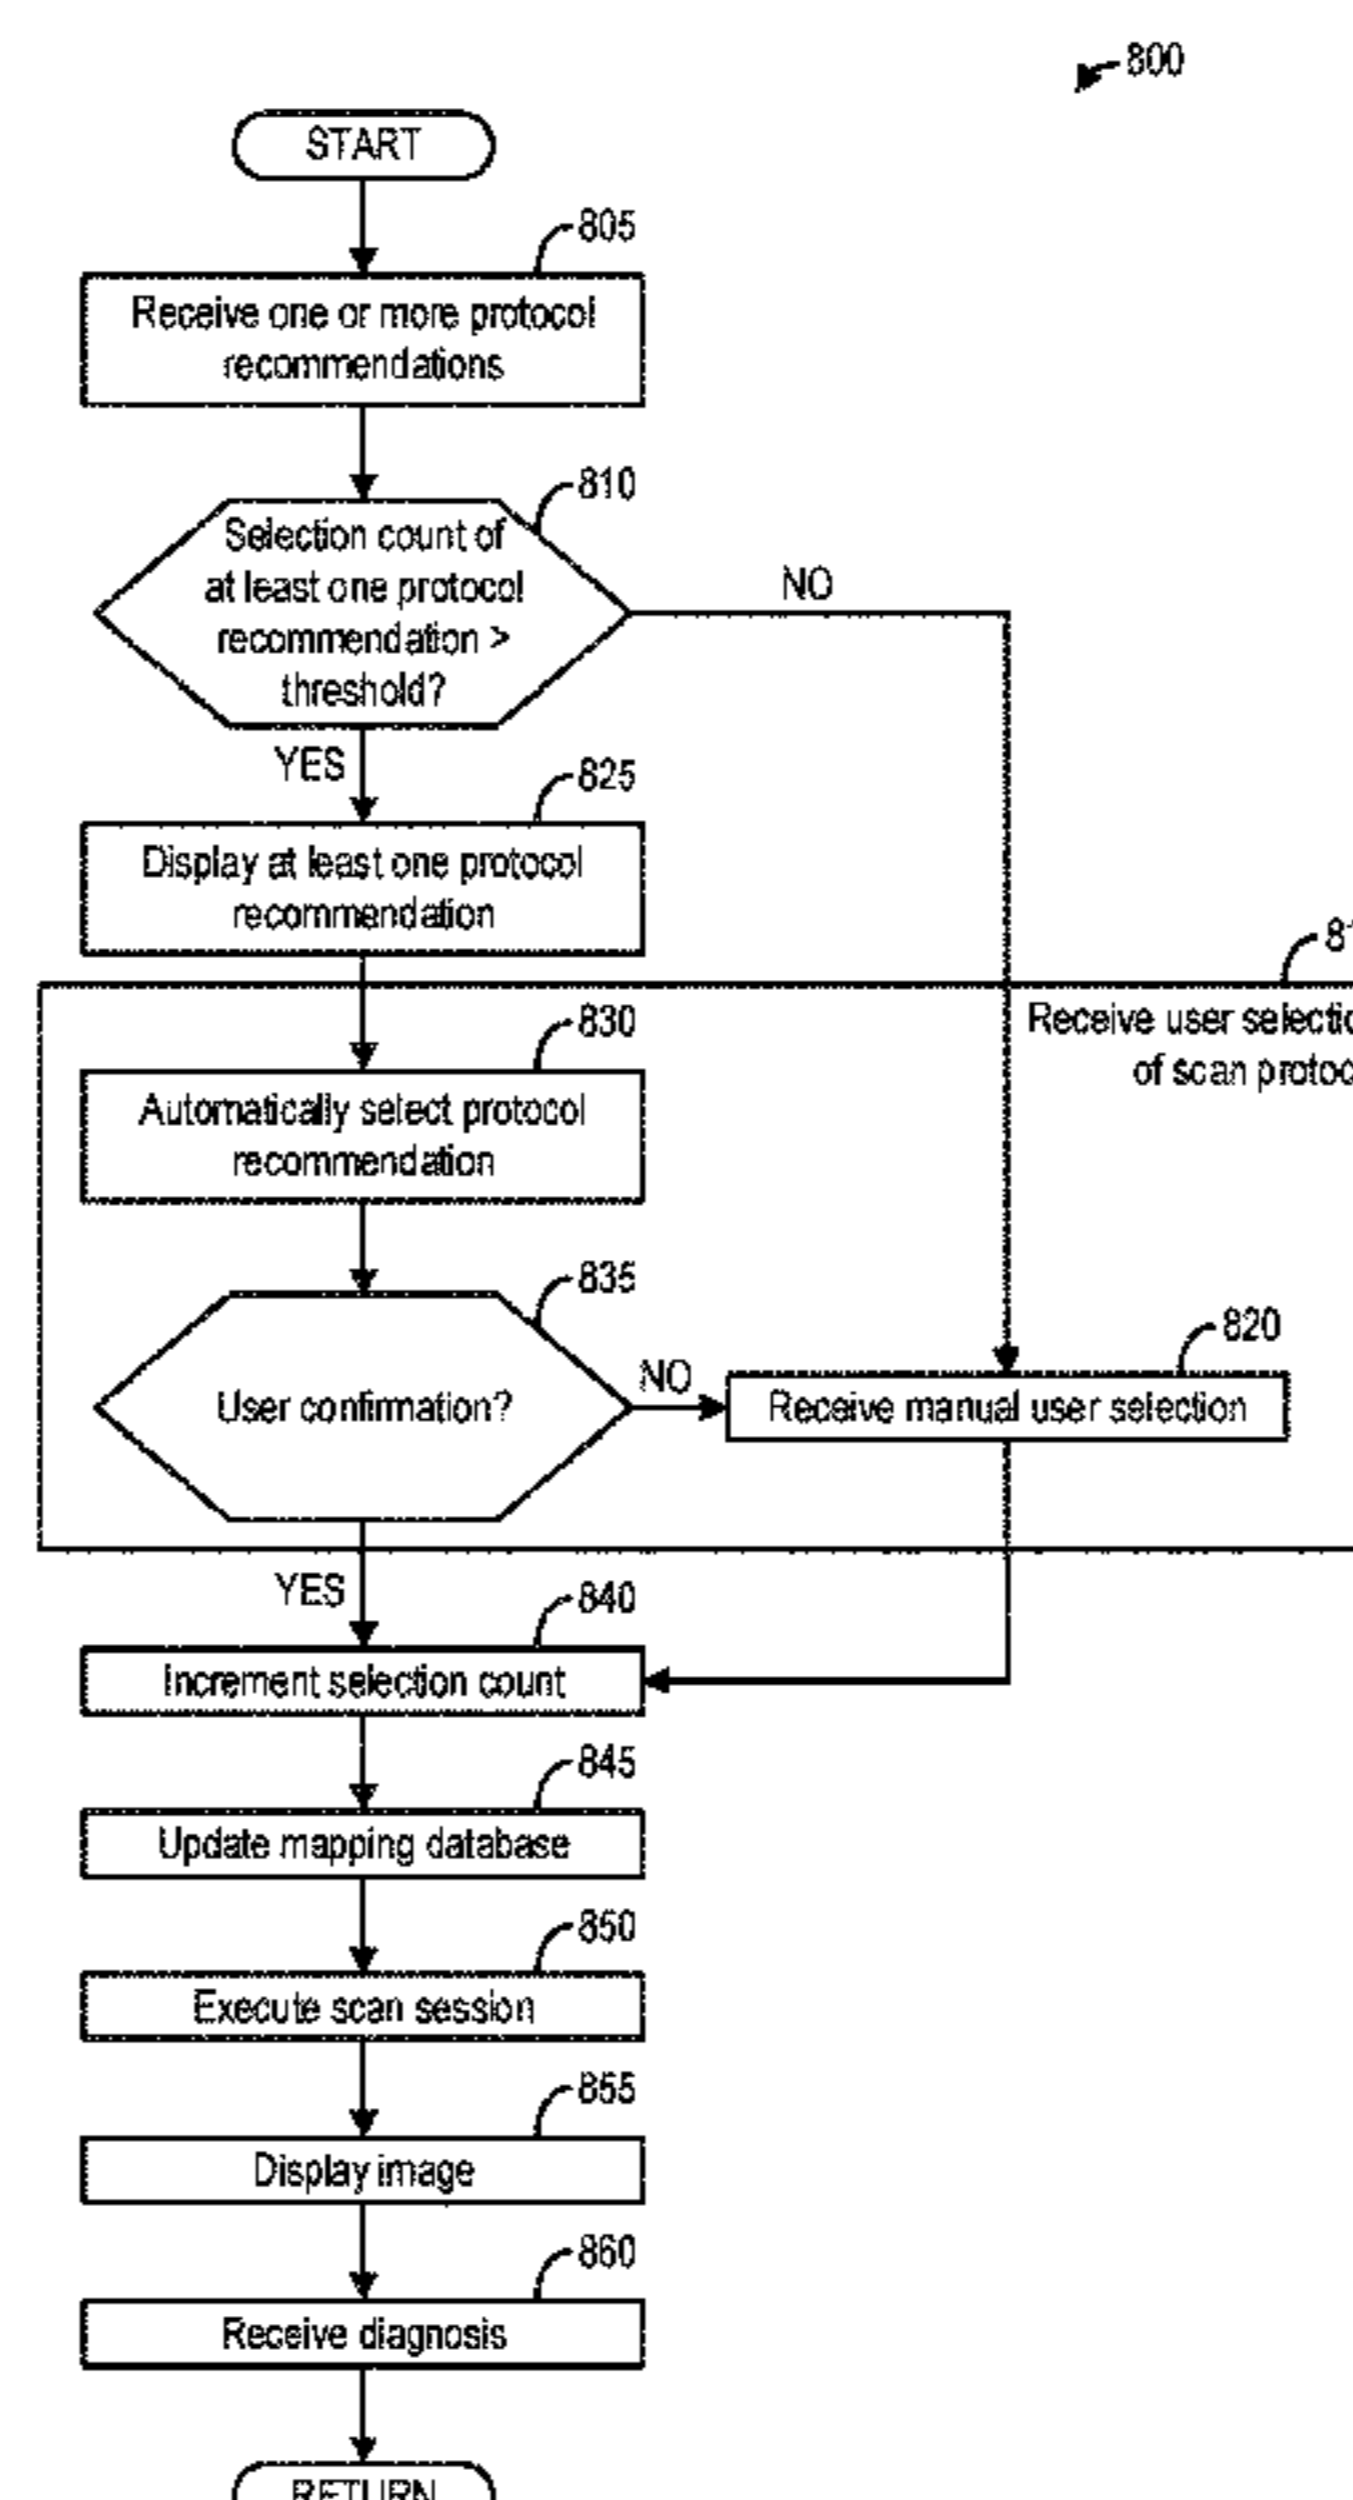 800
START
805
Receive one or more protocol
recommendations
810
Selection count of
at least one protocol
recommendation >
threshold?
NO
YES
825
Display at least one protocol
recommendation
Receive user
of scan
830
Automatically select protocol
recommendation
835
User confirmation?
NO
820
Receive manual user selection
YES
840
Increment selection count
845
Update mapping database
850
Execute scan session
855
Display image
860
Receive diagnosis
RETURN